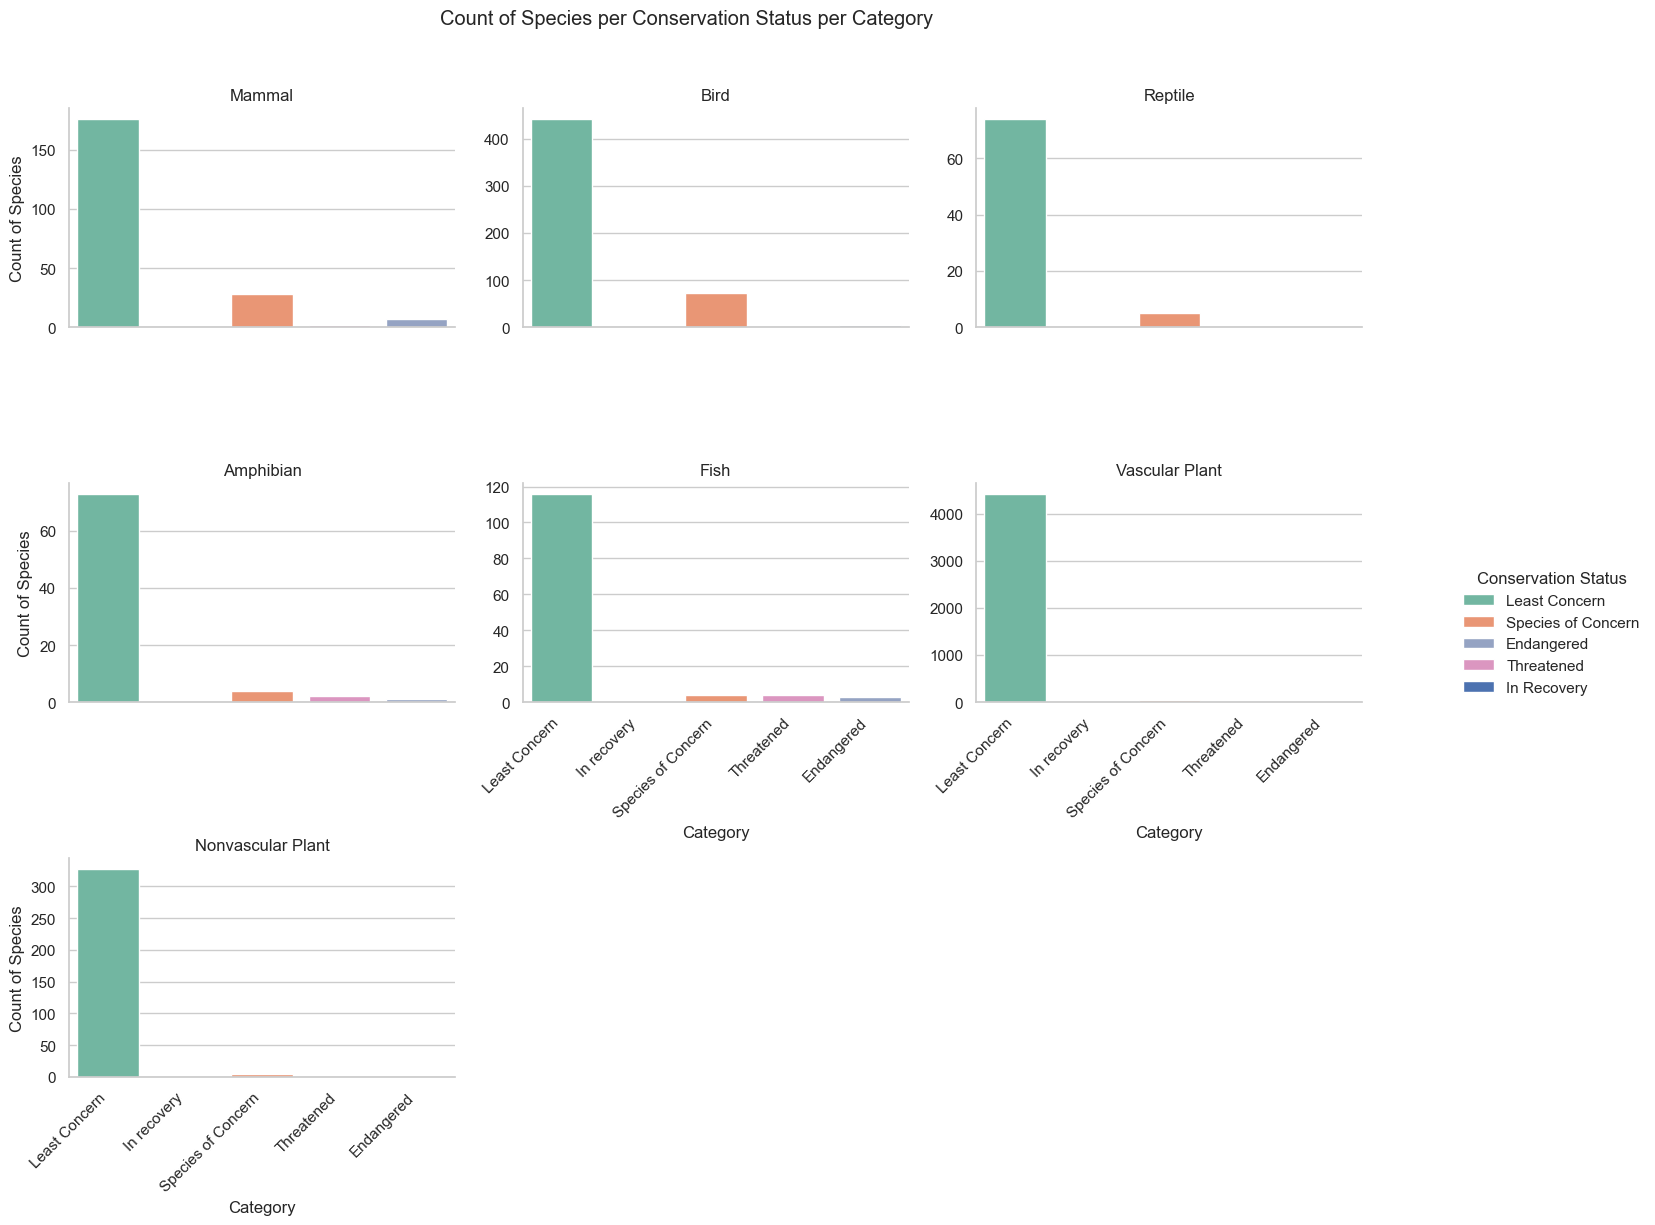 Count of Species per Conservation Status per Category
Mammal
Count of Species
150
100
50
0
Bird
400
300
200
100
0
Reptile
60
40
20
0
Amphibian
Count of Species
60
40
20
0
Fish
120
100
80
60
40
20
0
Least Concern
In recovery
Species of Concern
Threatened
Endangered
Category
Vascular Plant
4000
3000
2000
1000
0
Least Concern
In recovery
Species of Concern
Threatened
Endangered
Category
Conservation Status
Least Concern
Species of Concern
Endangered
Threatened
In Recovery
Nonvascular Plant
Count of Species
300
250
200
150
100
50
0
Least Concern
In recovery
Species of Concern
Threatened
Endangered
Category